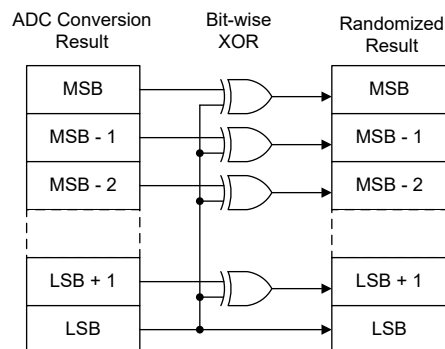 ADC Conversion
Result
Bit-wise
XOR
Randomized
Result
MSB
MSB
MSB - 1
MSB - 1
MSB - 2
MSB - 2
LSB + 1
LSB + 1
LSB
LSB